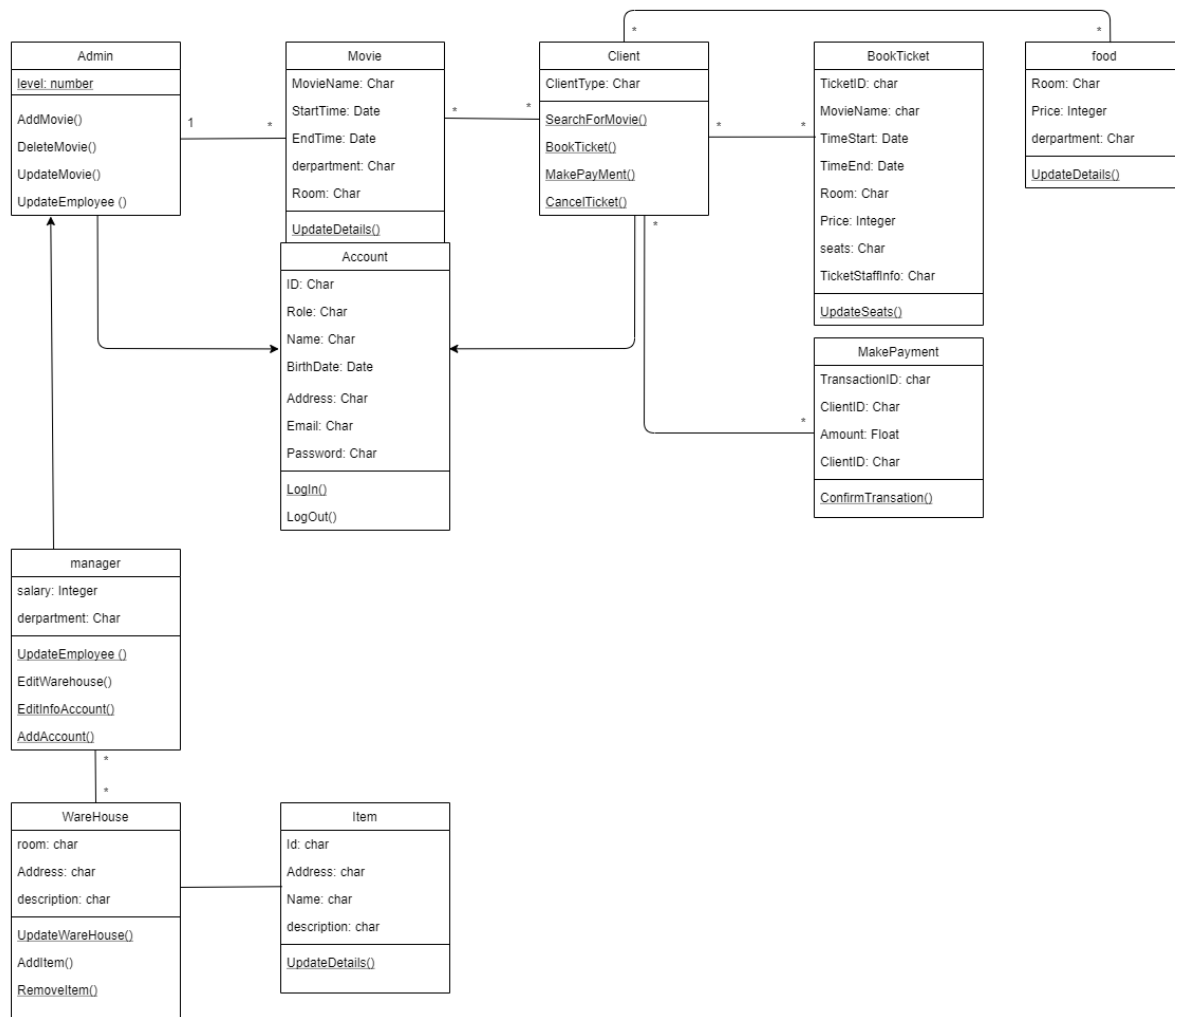 *
*
Admin
level: number
AddMovie()
DeleteMovie()
UpdateMovie()
UpdateEmployee ()
1
*
Movie
MovieName: Char
StartTime: Date
EndTime: Date
derpartment: Char
Room: Char
UpdateDetails()
*
*
Client
ClientType: Char
SearchForMovie()
BookTicket()
MakePayMent()
CancelTicket()
*
*
*
*
BookTicket
TicketID: char
MovieName: char
TimeStart: Date
TimeEnd: Date
Room: Char
Price: Integer
seats: Char
TicketStaffInfo: Char
UpdateSeats()
food
Room: Char
Price: Integer
derpartment: Char
UpdateDetails()
Account
ID: Char
Role: Char
Name: Char
BirthDate: Date
Address: Char
Email: Char
Password: Char
LogIn()
LogOut()
MakePayment
TransactionID: char
ClientID: Char
Amount: Float
ClientID: Char
ConfirmTransation()
manager
salary: Integer
derpartment: Char
UpdateEmployee ()
EditWarehouse()
EditInfoAccount()
AddAccount()
*
*
WareHouse
room: char
Address: char
description: char
UpdateWareHouse()
AddItem()
RemoveItem()
Item
Id: char
Address: char
Name: char
description: char
UpdateDetails()